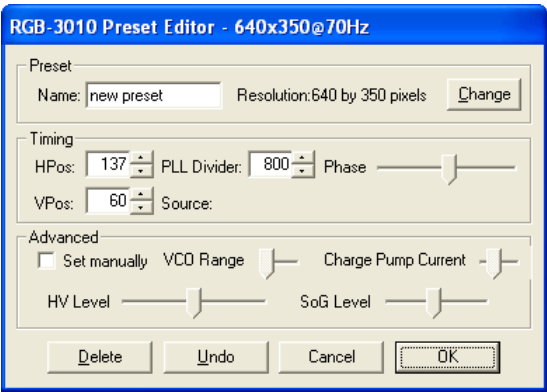 RGB-3010 Preset Editor - 640x350@70Hz
Preset
Name: new preset Resolution:640 by 350 pixels Change
Timing
HPos: 137 PLL Divider: 800 Phase
VPos: 60 Source:
Advanced
Set manually VCO Range Charge Pump Current
HV Level SoG Level
Delete Undo Cancel OK